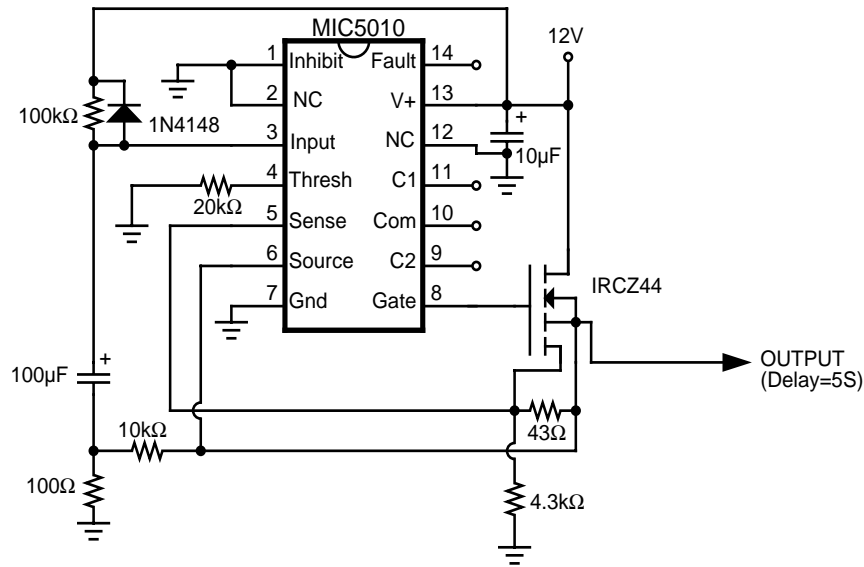 MIC5010
12V
1 Inhibit Fault 14
2 NC V+ 13
3 Input NC 12
4 Thresh C1 11
5 Sense Com 10
6 Source C2 9
7 Gnd Gate 8
100kΩ
1N4148
+
10µF
20kΩ
IRCZ44
100µF
+
OUTPUT
(Delay=5S)
10kΩ
43Ω
100Ω
4.3kΩ